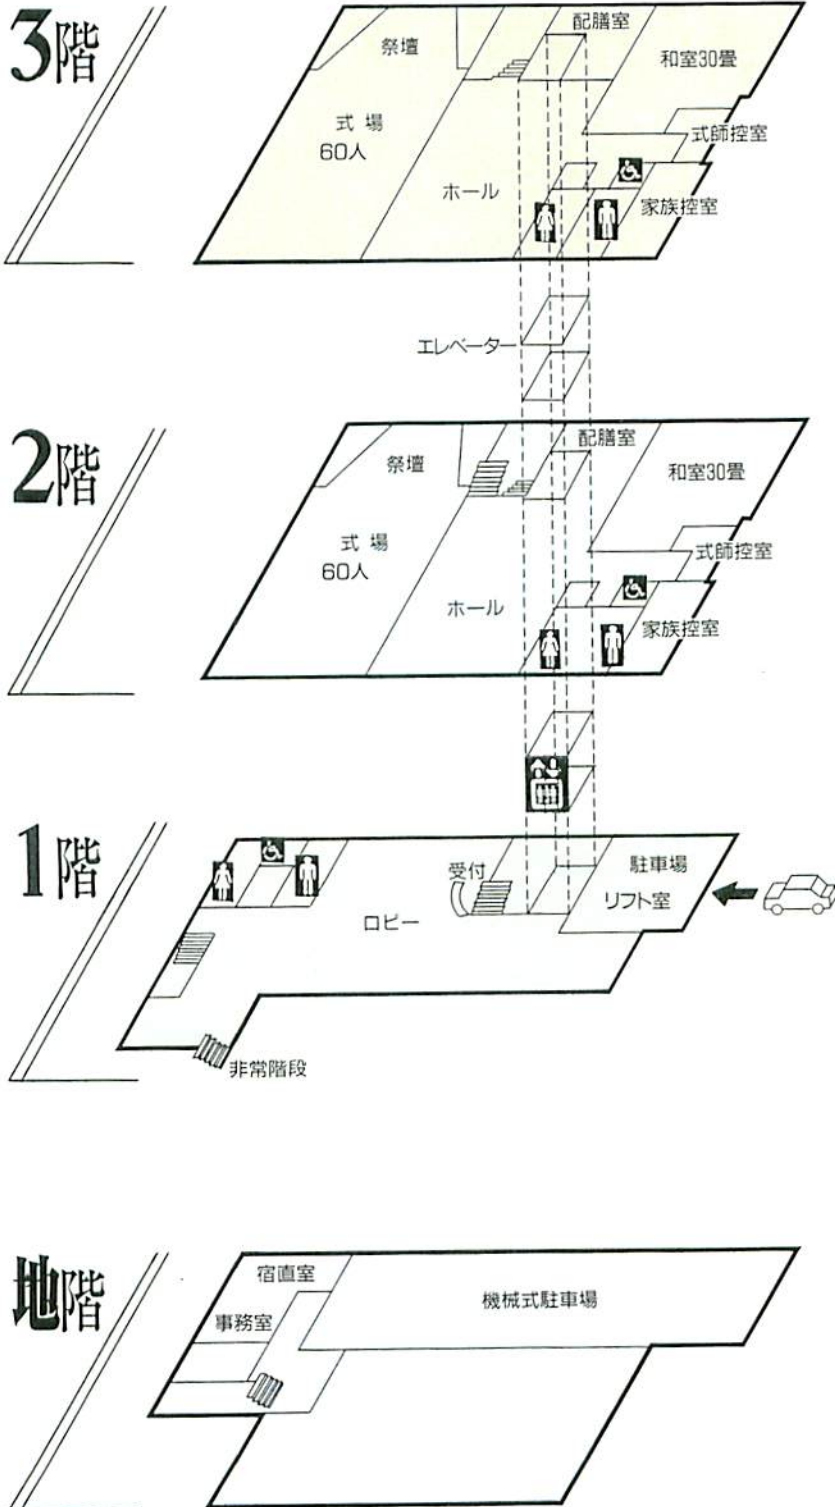 3階
祭壇
配膳室
和室30畳
式場
60人
式師控室
ホール
家族控室
エレベーター
2階
祭壇
配膳室
和室30畳
式場
60人
式師控室
ホール
家族控室
1階
受付
駐車場
リフト室
ロビー
非常階段
地階
宿直室
事務室
機械式駐車場